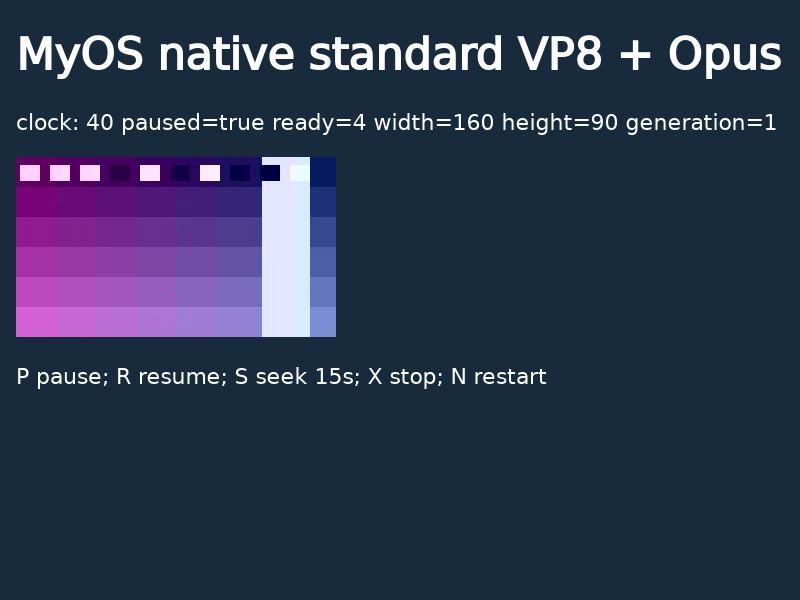 MyOS native standard VP8 + Opus
clock: 40 paused=true ready=4 width=160 height=90 generation=1
P pause; R resume; S seek 15s; X stop; N restart